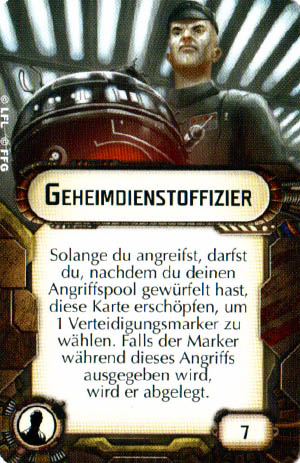 © LFL © FFG
GEHEIMDIENSTOFFIZIER
Solange du angreifst, darfst
du, nachdem du deinen
Angriffspool gewürfelt hast,
diese Karte erschöpfen, um
1 Verteidigungsmarker zu
wählen. Falls der Marker
während dieses Angriffs
ausgegeben wird,
wird er abgelegt.
7